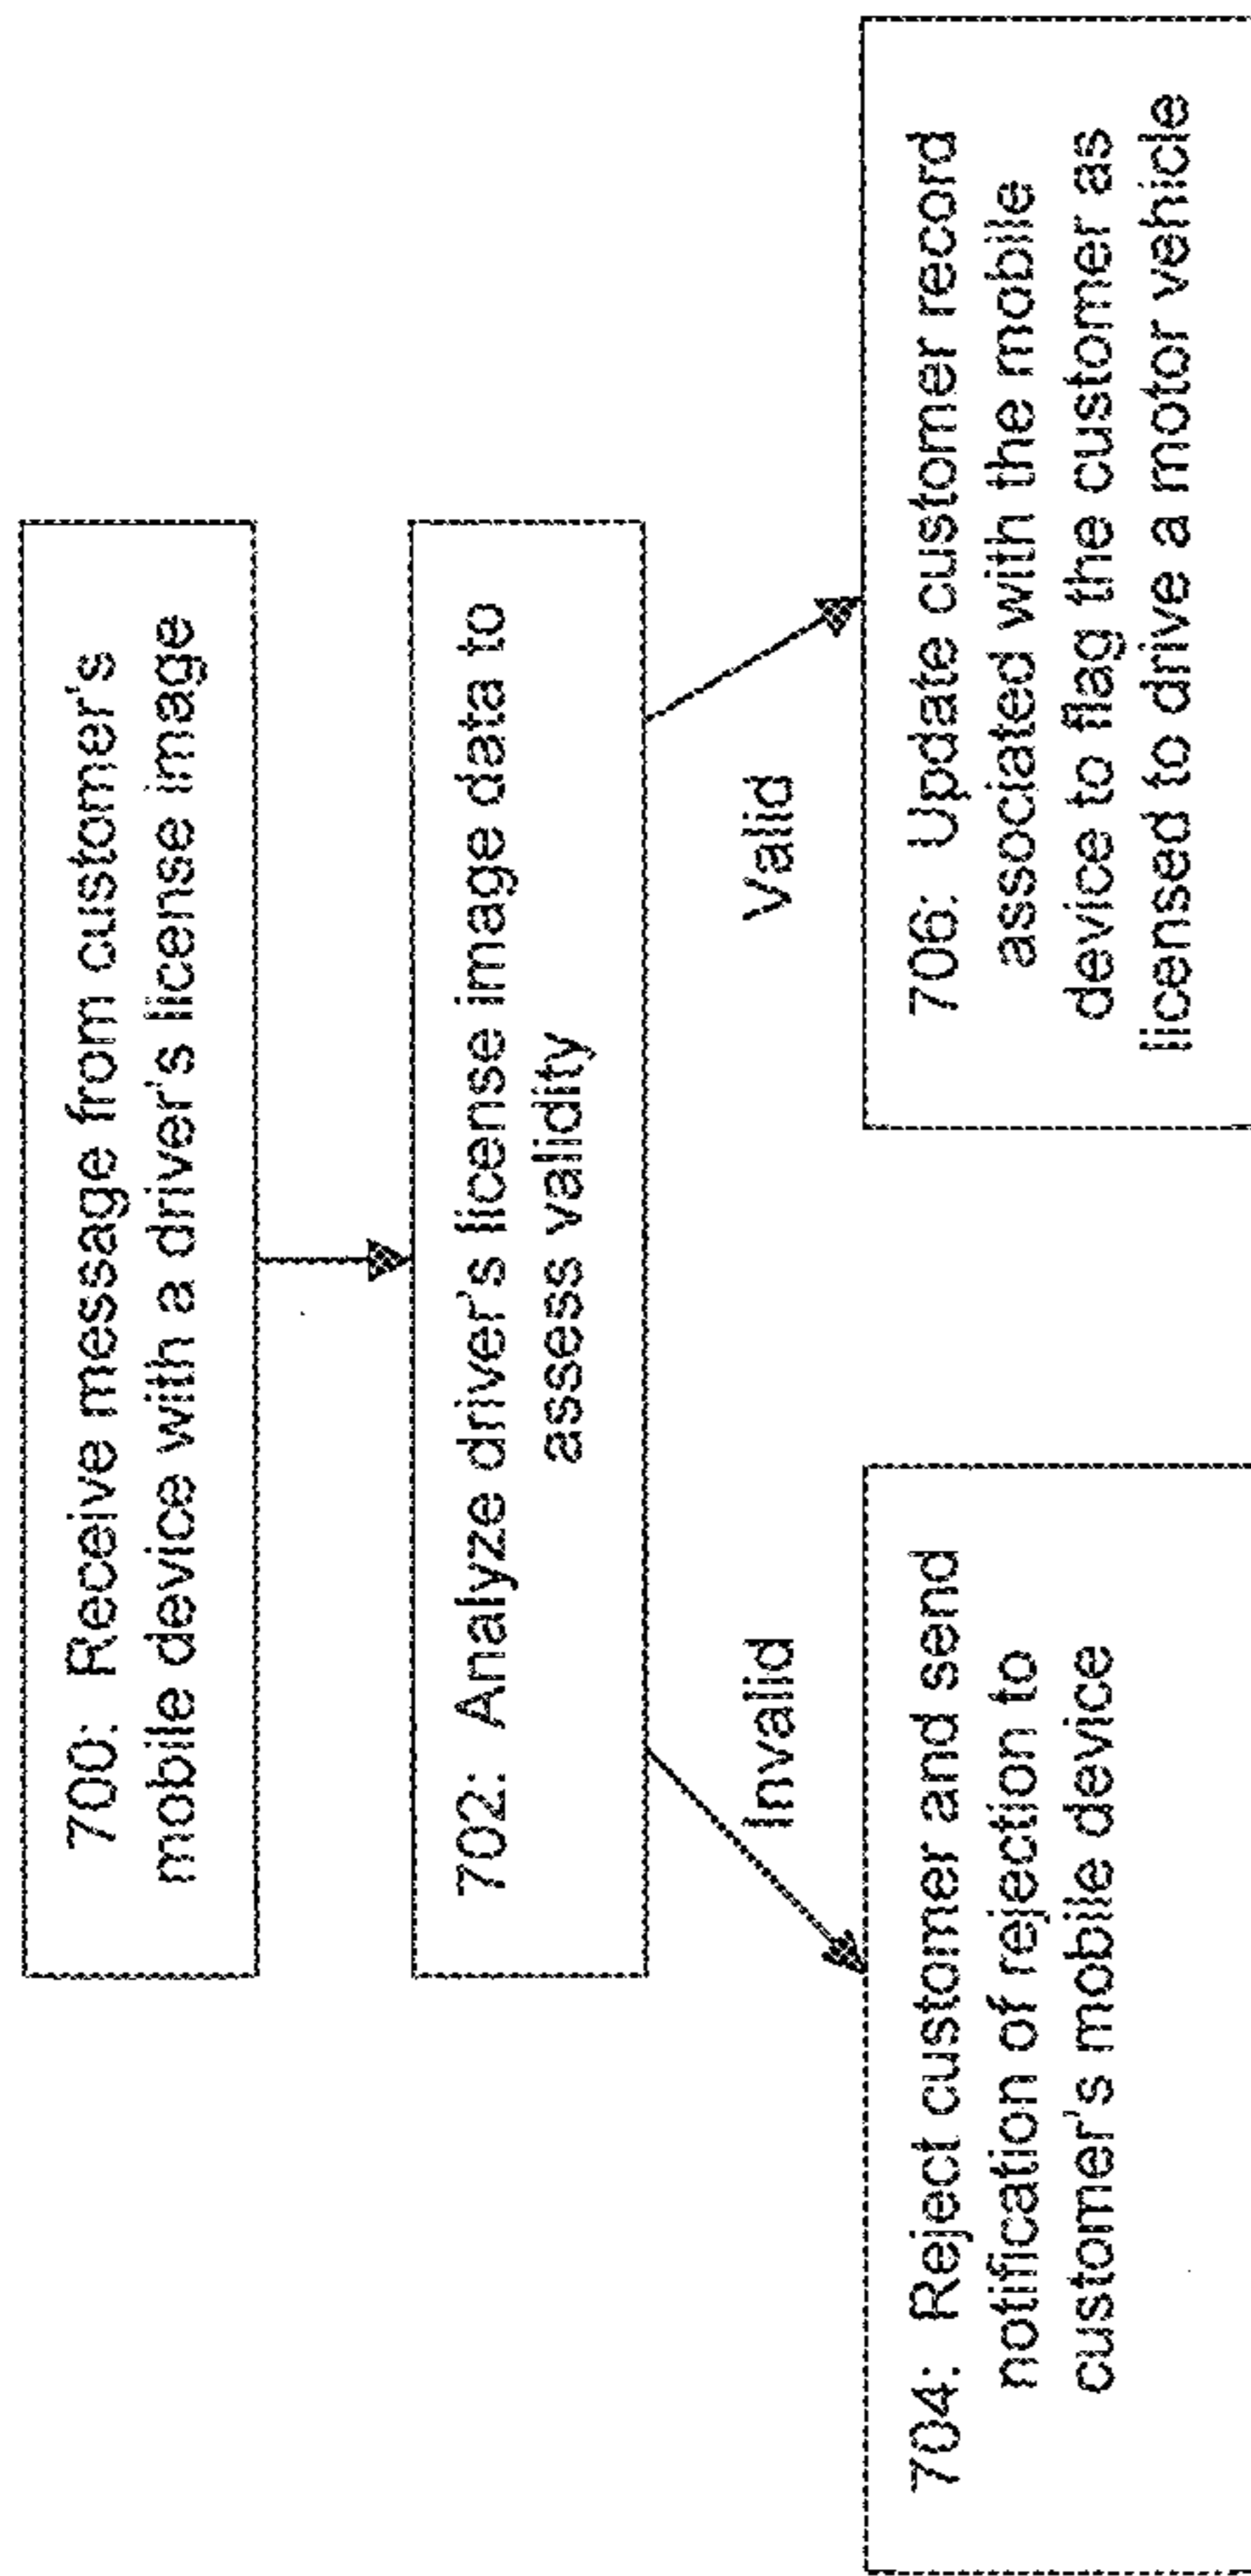 700: Receive message from customer's
mobile device with a driver's license image
702: Analyze driver's license image data to
assess validity
Invalid
Valid
704: Reject customer and send
notification of rejection to
customer's mobile device
706: Update customer record
associated with the mobile
device to flag the customer as
licensed to drive a motor vehicle